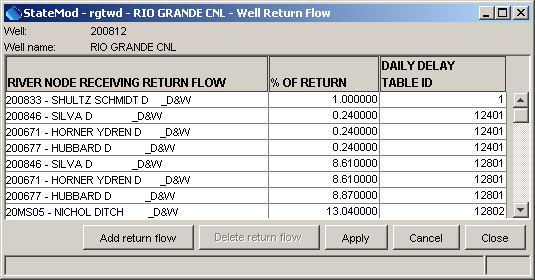 StateMod - rgtwd - RIO GRANDE CNL - Well Return Flow
Well: 200812
Well name: RIO GRANDE CNL
RIVER NODE RECEIVING RETURN FLOW % OF RETURN DAILY DELAY TABLE ID
200833 - SHULTZ SCHMIDT D _D&W 1.000000 1
200846 - SILVA D _D&W 0.240000 12401
200671 - HORNER YDREN D _D&W 0.240000 12401
200677 - HUBBARD D _D&W 0.240000 12401
200846 - SILVA D _D&W 8.610000 12801
200671 - HORNER YDREN D _D&W 8.610000 12801
200677 - HUBBARD D _D&W 8.870000 12801
20MS05 - NICHOL DITCH _D&W 13.040000 12802
Add return flow Delete return flow Apply Cancel Close